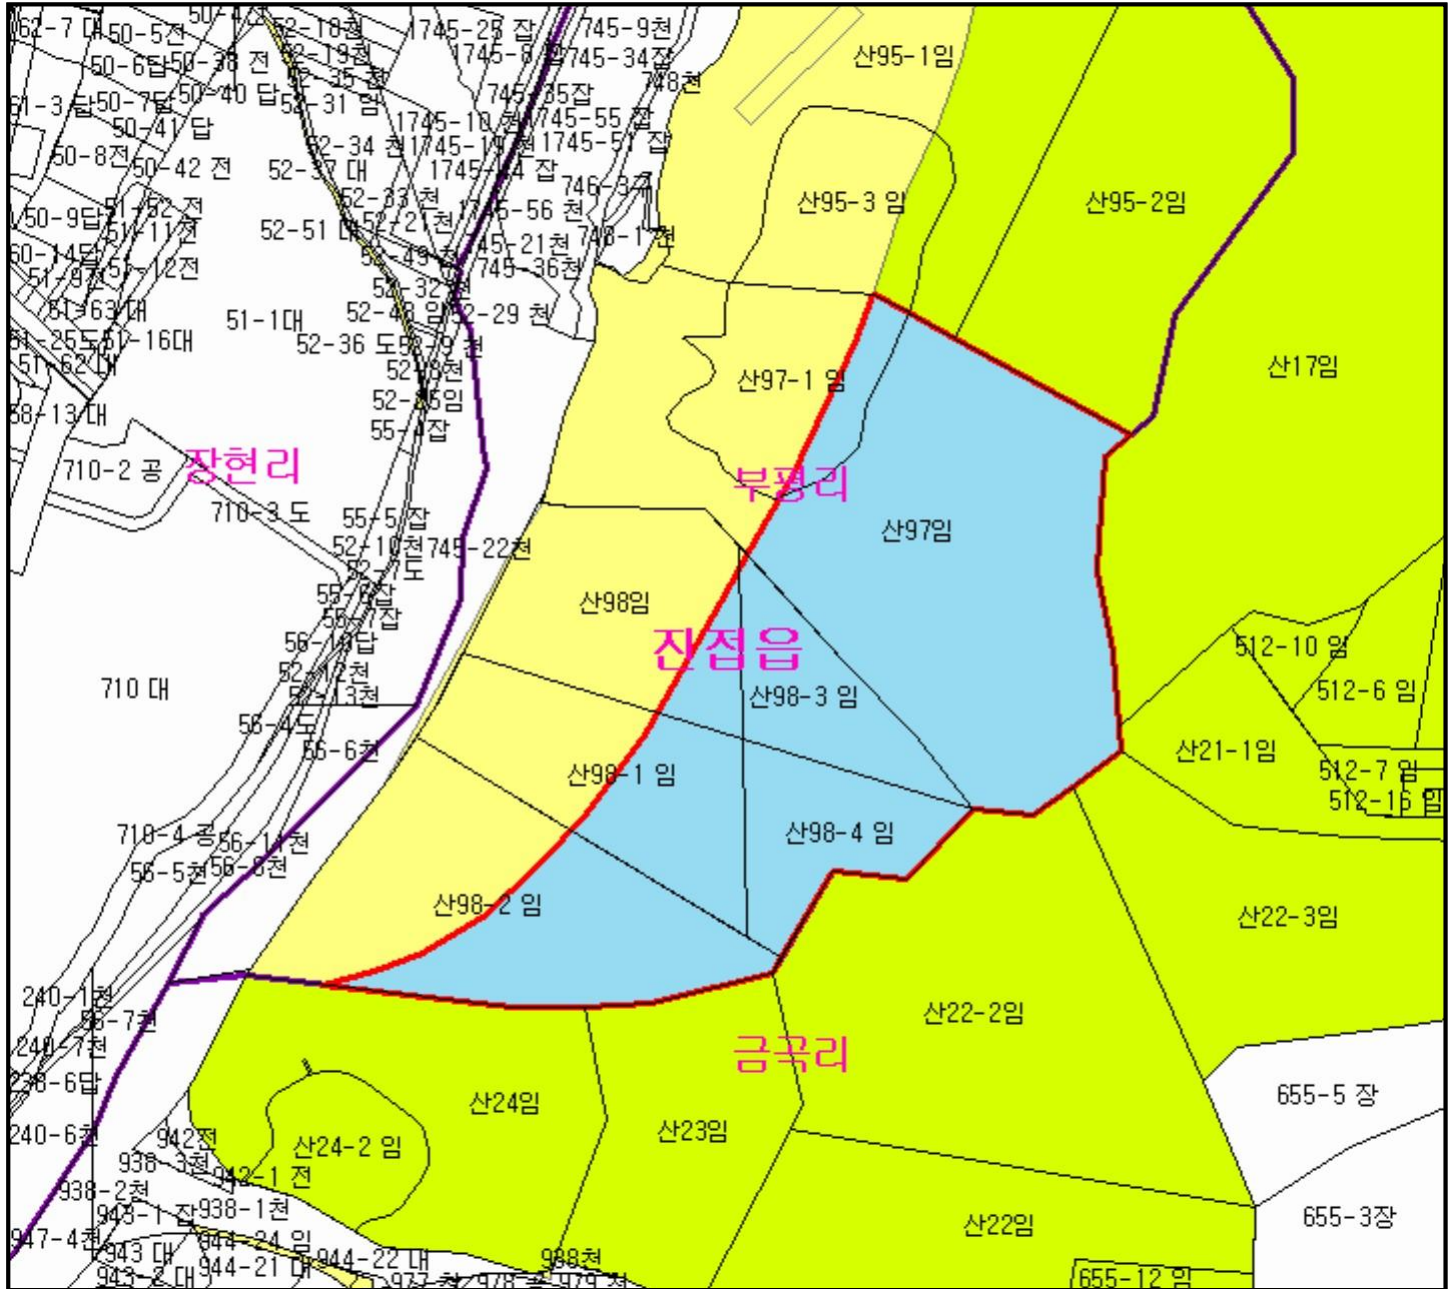 62-7 대
50-5전
52-18천
1745-25 잡
745-9천
50-6답
50-38 전
52-19천
1745-8 잡
745-34잡
산95-1임
52-35 천
748천
50-7답
50-40 답
52-31 임
745-35잡
61-3 답
50-41 답
1745-10 천
1745-55 잡
50-8전
50-42 전
52-34 천
1745-19 천
1745-51 잡
52-37 대
1745-44 잡
746-3구
50-9답
51-52 전
52-33 천
1745-56 천
산95-3 임
산95-2임
51-11전
52-51 대
52-21천
745-21천
748-1 천
60-14답
51-12전
52-49 천
745-36천
51-63 대
51-1대
52-32 천
52-29 천
51-25도
51-16대
52-36 도
52-9 천
51-62 대
52-8천
산97-1 임
산17임
58-13 대
52-25임
55-4잡
710-2 공
장현리
부평리
710-3 도
55-5 잡
산97임
52-10천
745-22천
55-6잡
산98임
55-7잡
56-10답
진접읍
512-10 임
710 대
52-12천
52-13천
산98-3 임
512-6 임
56-4도
56-6천
산98-1 임
산21-1임
512-7 임
512-16 임
710-4 공
56-11천
산98-4 임
56-5천
56-8천
산98-2 임
산22-3임
240-1천
56-7천
산22-2임
240-7천
금곡리
238-6답
산24임
655-5 장
240-6천
942전
산24-2 임
산23임
938-3천
942-1 전
938-2천
943-1 잡
938-1천
산22임
655-3장
947-4천
943 대
944-24 임
944-22 대
988천
943-2 대
944-21 대
655-12 임